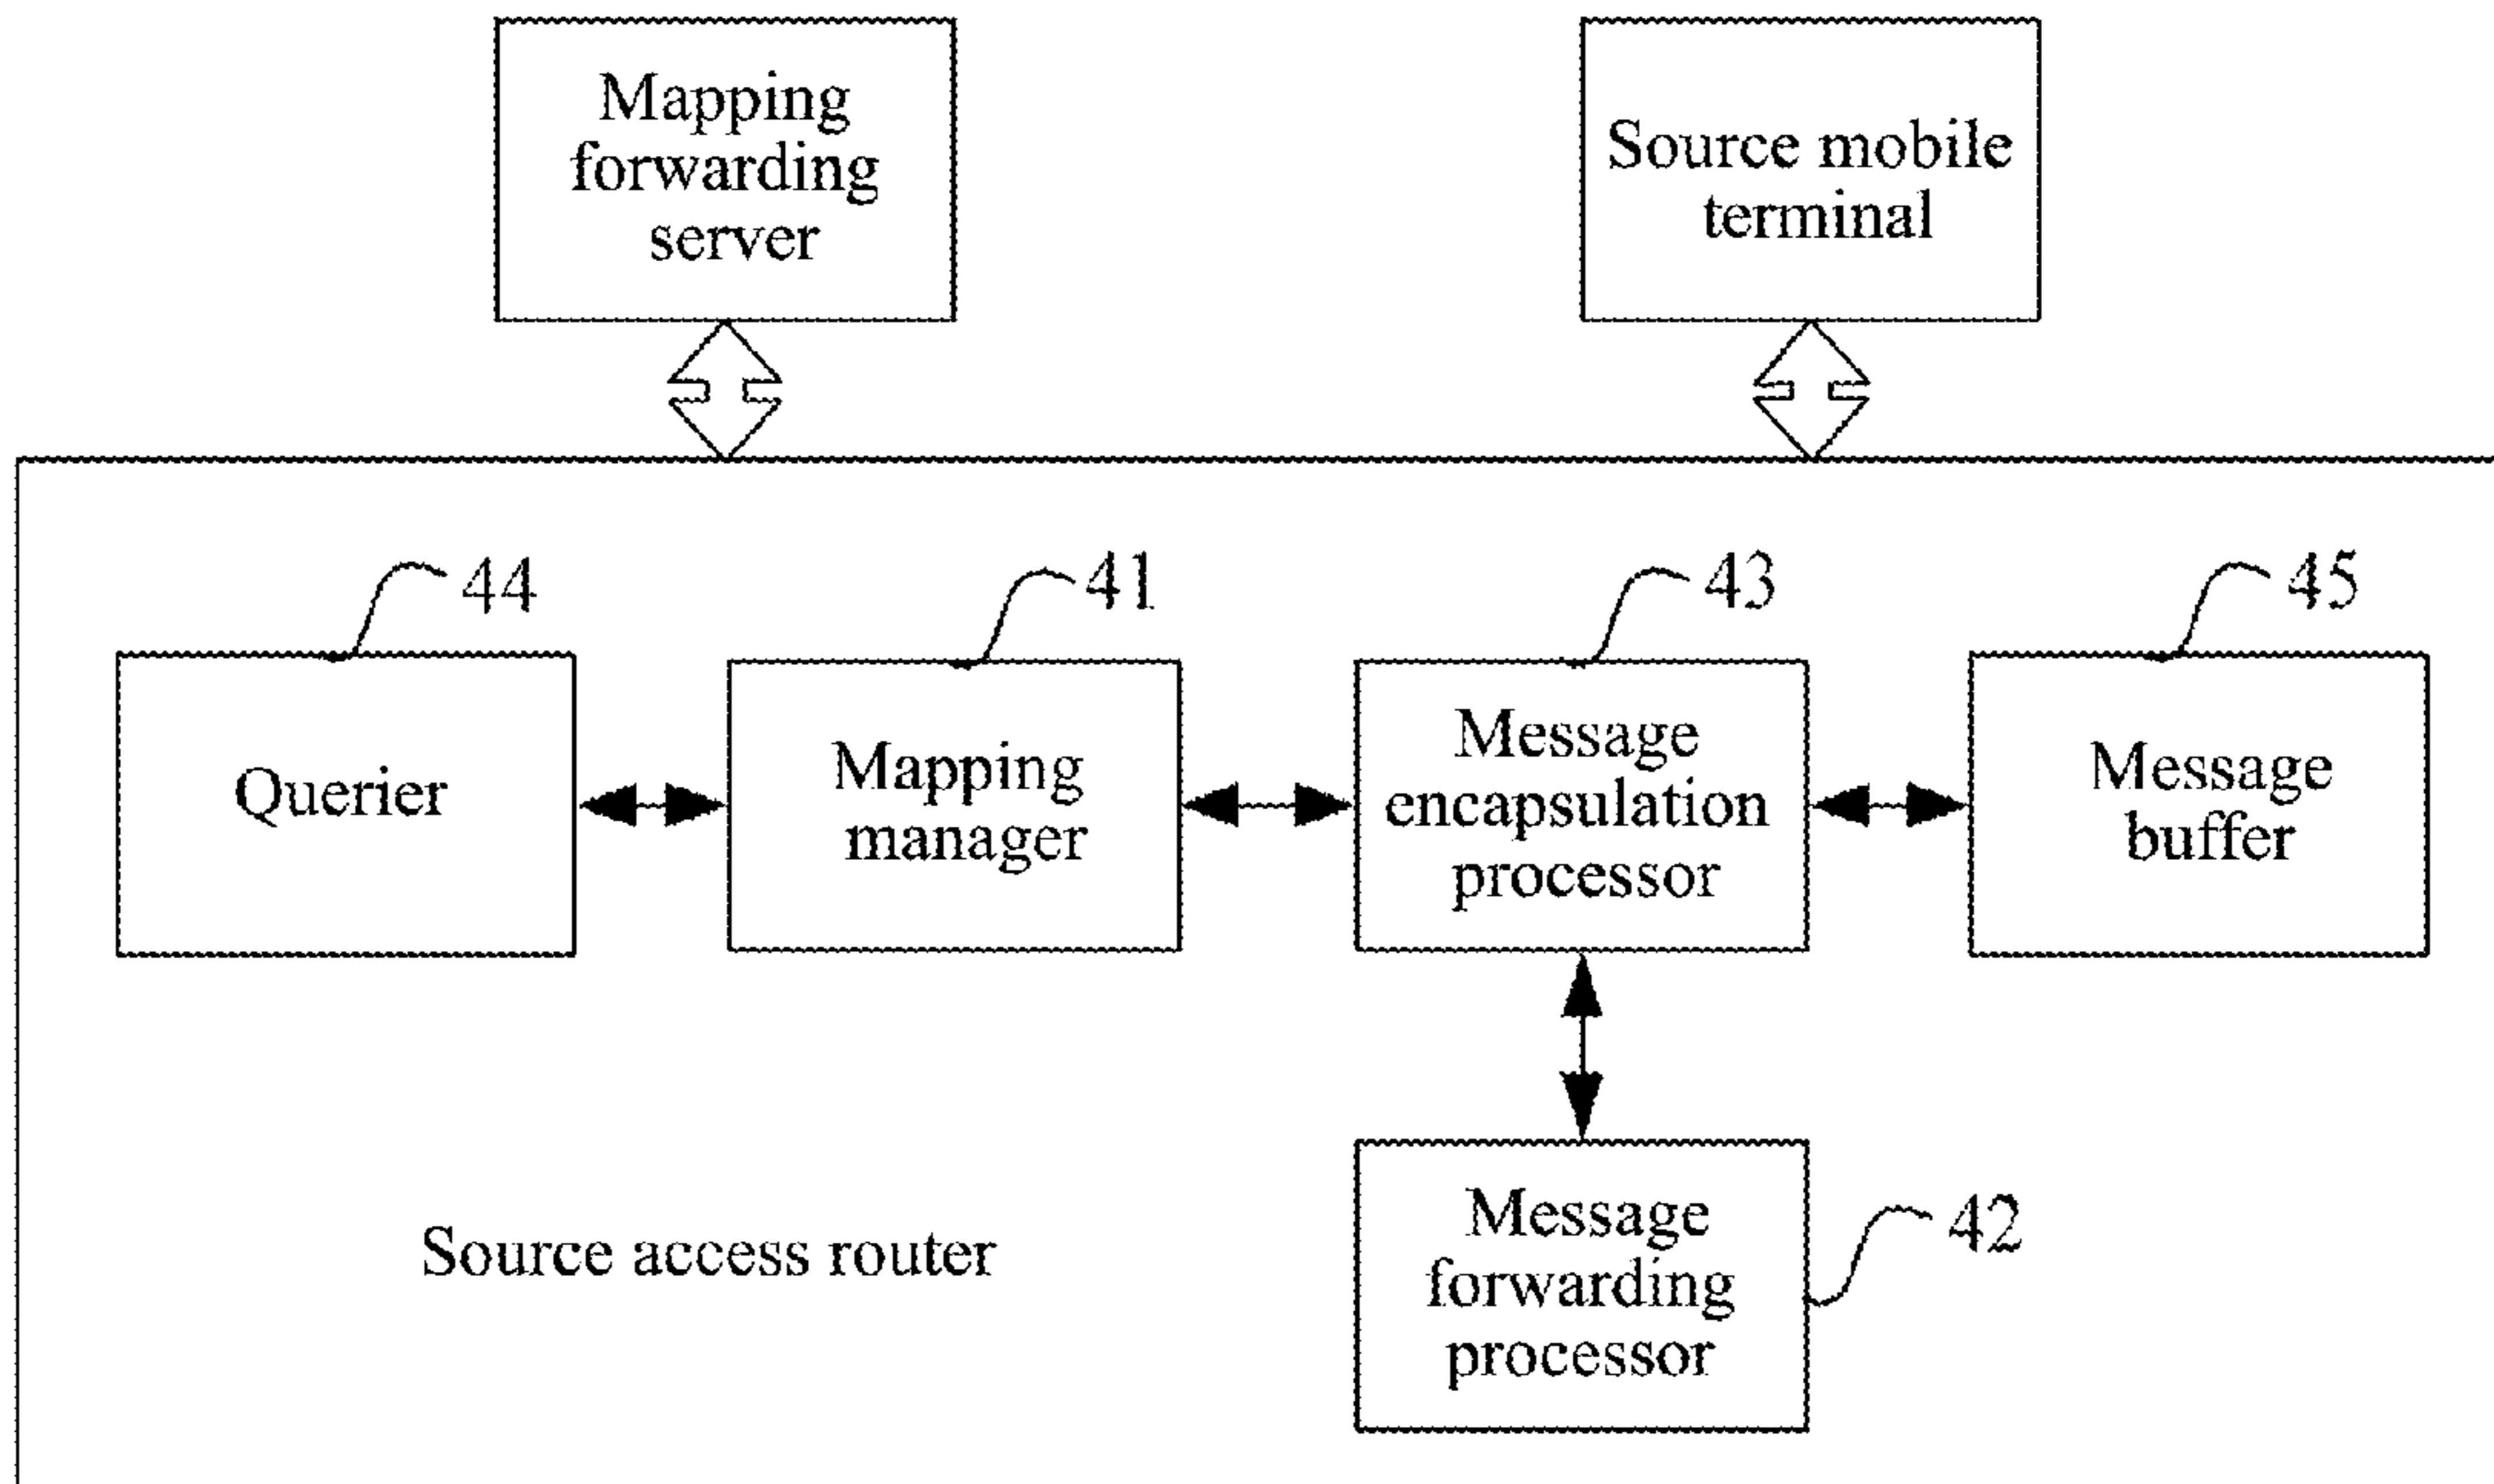 Mapping
forwarding
server
Source mobile
terminal
44
41
43
45
Querier
Mapping
manager
Message
encapsulation
processor
Message
buffer
Message
forwarding
processor
42
Source access router